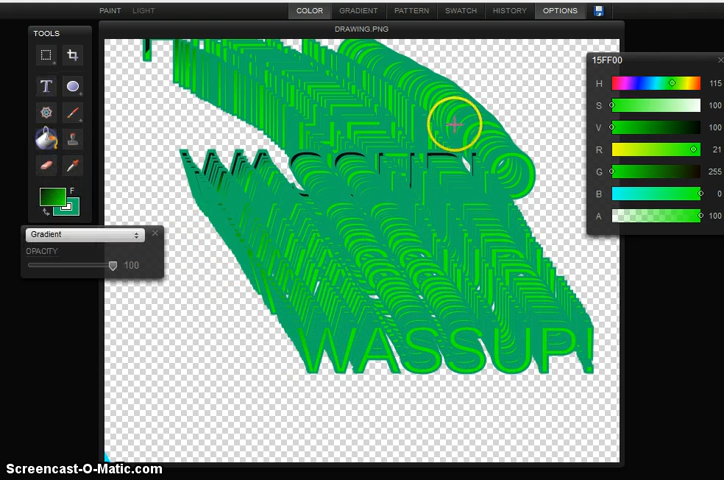 PAINT LIGHT COLOR GRADIENT PATTERN SWATCH HISTORY OPTIONS
DRAWING.PNG
TOOLS
15FF00
H 115
S 100
V 100
R 21
G 255
B 0
A 100
T
F
Gradient
OPACITY
100
WASSUP!
WASSUP!
Screencast-O-Matic.com